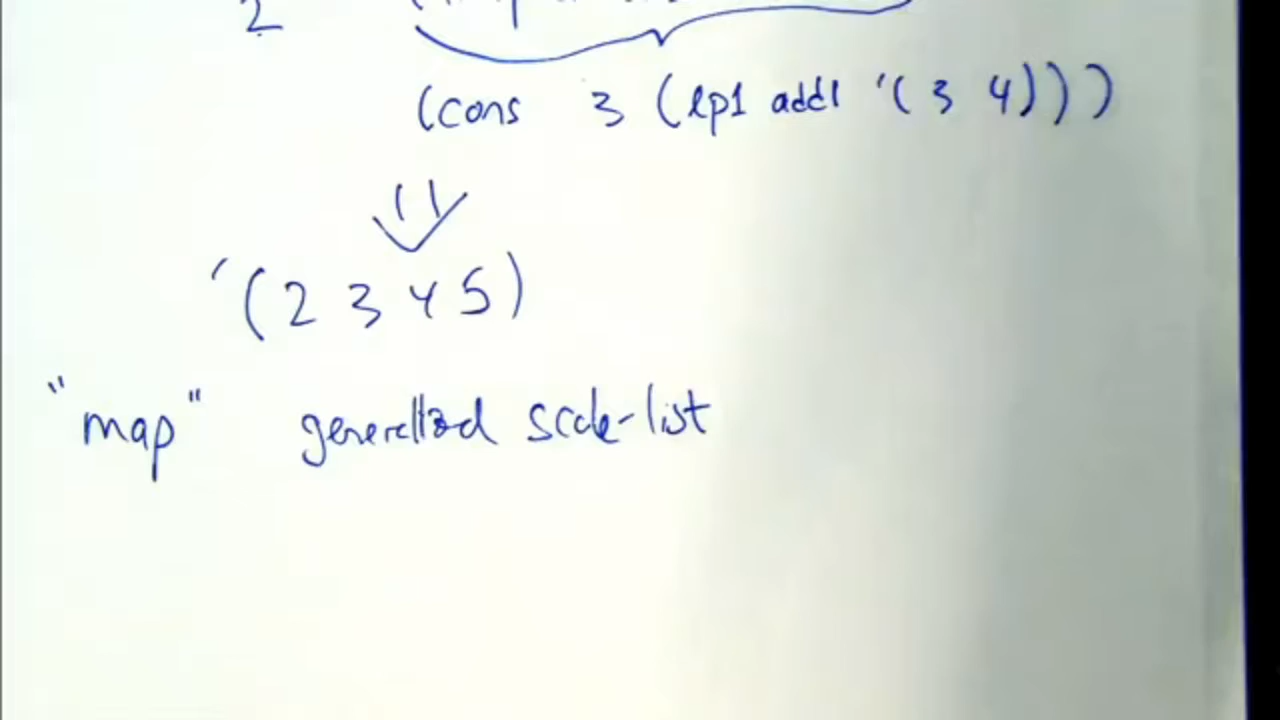 2
(cons 3 (lp1 add1 '(3 4)))
'(2 3 4 5)
"map" generalized scale-list